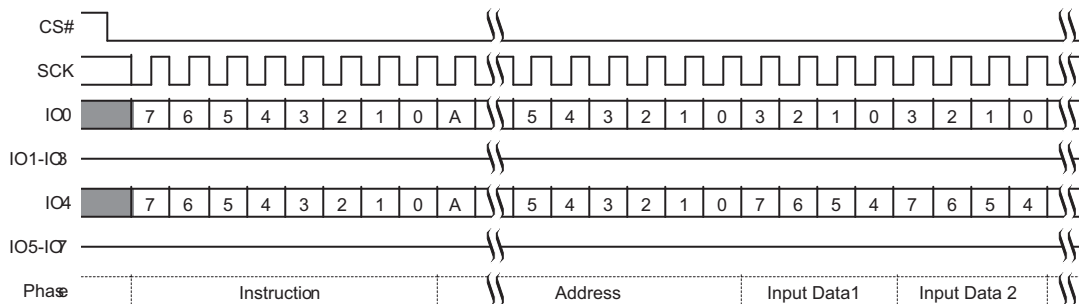 CS#
SCK
IO0 7 6 5 4 3 2 1 0 A 5 4 3 2 1 0 3 2 1 0 3 2 1 0
IO1-IO3
IO4 7 6 5 4 3 2 1 0 A 5 4 3 2 1 0 7 6 5 4 7 6 5 4
IO5-IO7
Phase Instruction Address Input Data1 Input Data 2